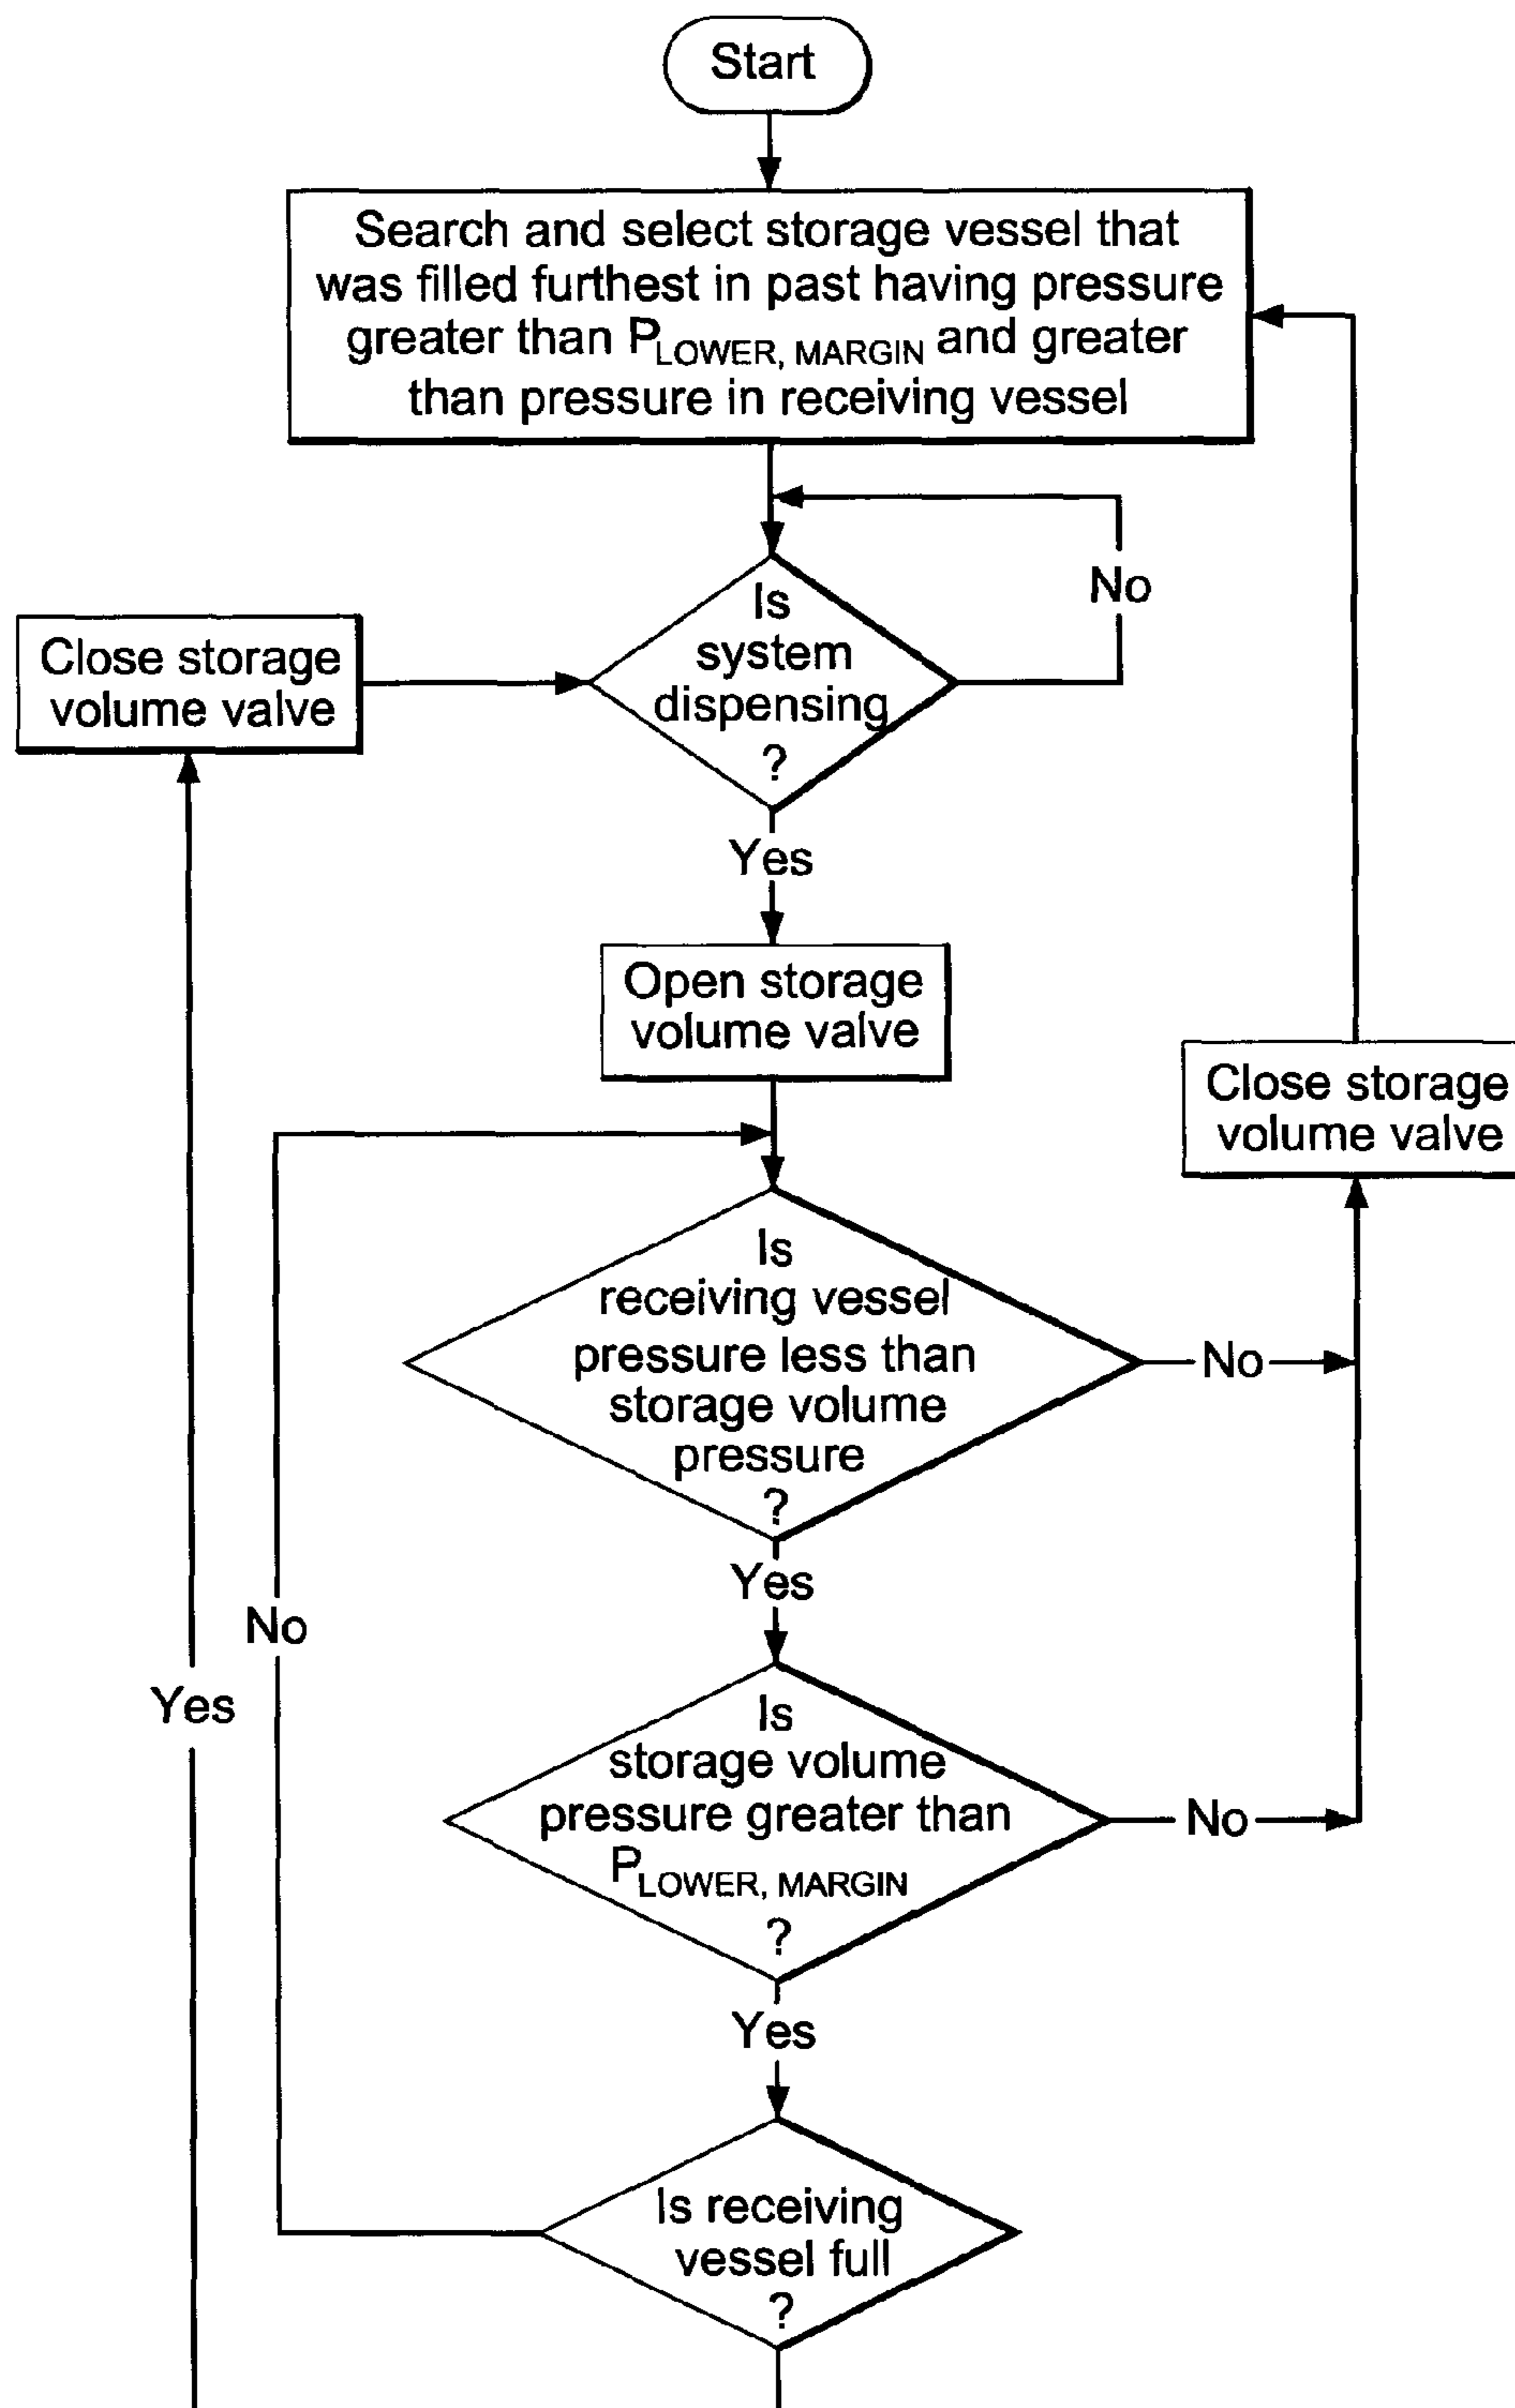 Start
Search and select storage vessel that
was filled furthest in past having pressure
greater than P_LOWER, MARGIN and greater
than pressure in receiving vessel
Is
system
dispensing
?
No
Close storage
volume valve
Yes
Open storage
volume valve
Close storage
volume valve
Is
receiving vessel
pressure less than
storage volume
pressure
?
No
Yes
No
Yes
Is
storage volume
pressure greater than
P_LOWER, MARGIN
?
No
Yes
Is receiving
vessel full
?